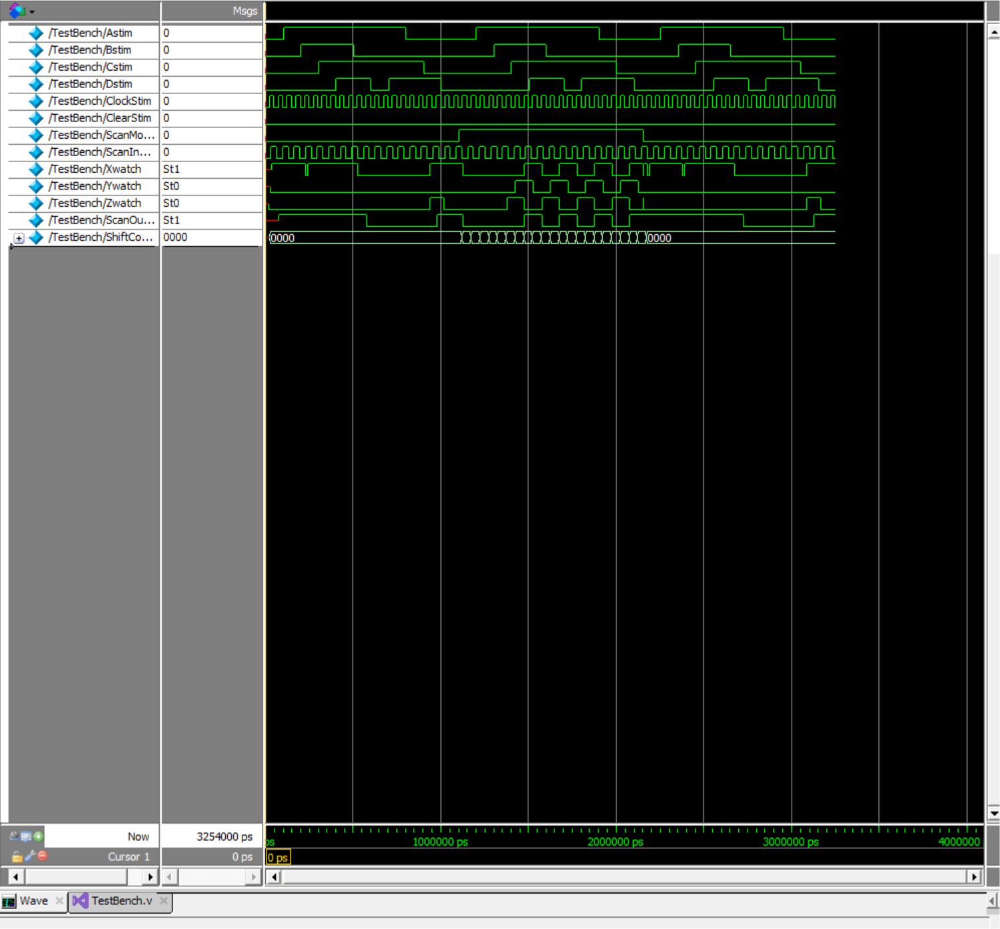 Msgs
/TestBench/Astim 0
/TestBench/Bstim 0
/TestBench/Cstim 0
/TestBench/Dstim 0
/TestBench/ClockStim 0
/TestBench/ClearStim 0
/TestBench/ScanMo... 0
/TestBench/ScanIn... 0
/TestBench/Xwatch St1
/TestBench/Ywatch St0
/TestBench/Zwatch St0
/TestBench/ScanOu... St1
/TestBench/ShiftCo... 0000 0000 0000
Now 3254000 ps ps 1000000 ps 2000000 ps 3000000 ps 4000000
Cursor 1 0 ps 0 ps
Wave TestBench.v